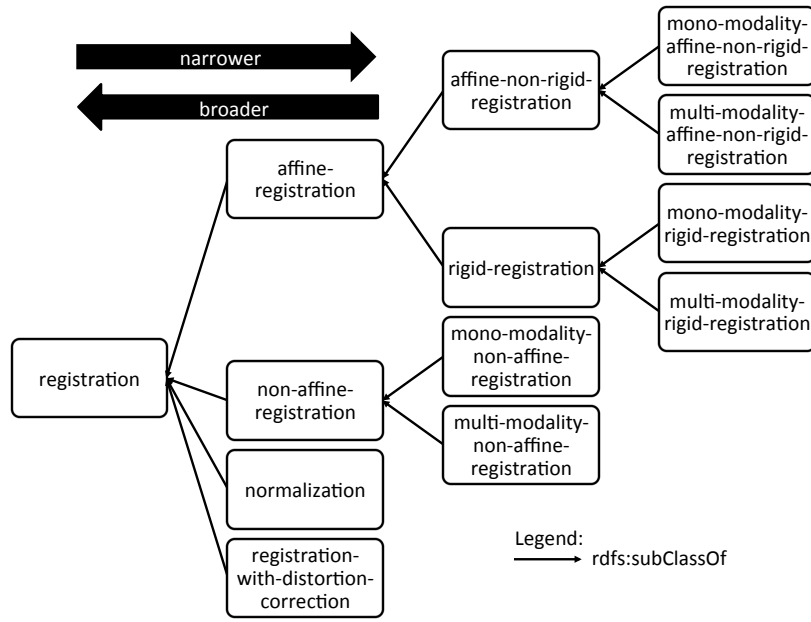 narrower
broader
mono-modality-
affine-non-rigid-
registration
affine-non-rigid-
registration
multi-modality-
affine-non-rigid-
registration
affine-
registration
mono-modality-
rigid-registration
rigid-registration
multi-modality-
rigid-registration
registration
mono-modality-
non-affine-
registration
non-affine-
registration
multi-modality-
non-affine-
registration
normalization
registration-
with-distortion-
correction
Legend:
rdfs:subClassOf